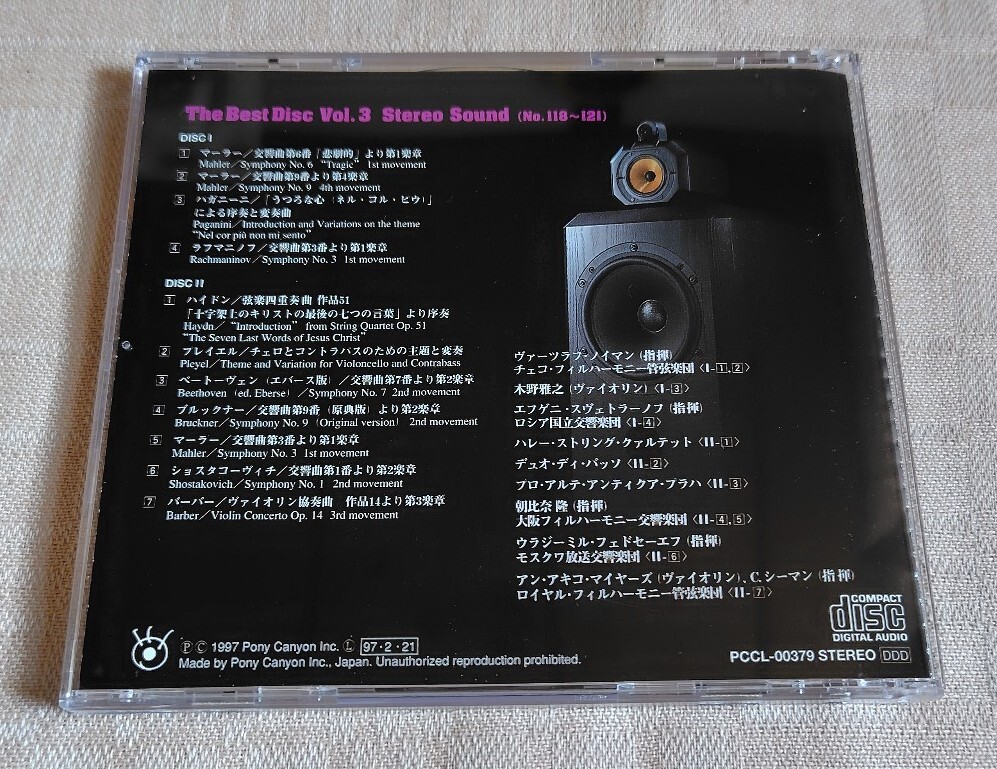 The Best Disc Vol. 3 Stereo Sound (No. 118～121)
DISC I
1 マーラー／交響曲第6番「悲劇的」より第1楽章
Mahler／Symphony No. 6 "Tragic" 1st movement
2 マーラー／交響曲第9番より第4楽章
Mahler／Symphony No. 9 4th movement
3 パガニーニ／「うつろな心（ネル・コル・ピウ）」
による序奏と変奏曲
Paganini／Introduction and Variations on the theme
"Nel cor più non mi sento"
4 ラフマニノフ／交響曲第3番より第1楽章
Rachmaninov／Symphony No. 3 1st movement
DISC II
1 ハイドン／弦楽四重奏曲 作品51
「十字架上のキリストの最後の七つの言葉」より序奏
Haydn／ "Introduction" from String Quartet Op. 51
"The Seven Last Words of Jesus Christ"
2 プレイエル／チェロとコントラバスのための主題と変奏
Pleyel／Theme and Variation for Violoncello and Contrabass
3 ベートーヴェン（エバース版）／交響曲第7番より第2楽章
Beethoven (ed. Eberse)／Symphony No. 7 2nd movement
4 ブルックナー／交響曲第9番（原典版）より第2楽章
Bruckner／Symphony No. 9 (Original version) 2nd movement
5 マーラー／交響曲第3番より第1楽章
Mahler／Symphony No. 3 1st movement
6 ショスタコーヴィチ／交響曲第1番より第2楽章
Shostakovich／Symphony No. 1 2nd movement
7 バーバー／ヴァイオリン協奏曲 作品14より第3楽章
Barber／Violin Concerto Op. 14 3rd movement
ヴァーツラフ・ノイマン（指揮）
チェコ・フィルハーモニー管弦楽団〈I-1,2〉
木野雅之（ヴァイオリン）〈I-3〉
エフゲニ・スヴェトラーノフ（指揮）
ロシア国立交響楽団〈I-4〉
ハレー・ストリング・クァルテット〈II-1〉
デュオ・ディ・バッソ〈II-2〉
プロ・アルテ・アンティクア・プラハ〈II-3〉
朝比奈 隆（指揮）
大阪フィルハーモニー交響楽団〈II-4,5〉
ウラジーミル・フェドセーエフ（指揮）
モスクワ放送交響楽団〈II-6〉
アン・アキコ・マイヤーズ（ヴァイオリン）、C.シーマン（指揮）
ロイヤル・フィルハーモニー管弦楽団〈II-7〉
COMPACT
disc
DIGITAL AUDIO
Ⓟ Ⓒ 1997 Pony Canyon Inc. Ⓛ 97・2・21
Made by Pony Canyon Inc., Japan. Unauthorized reproduction prohibited.
PCCL-00379 STEREO DDD